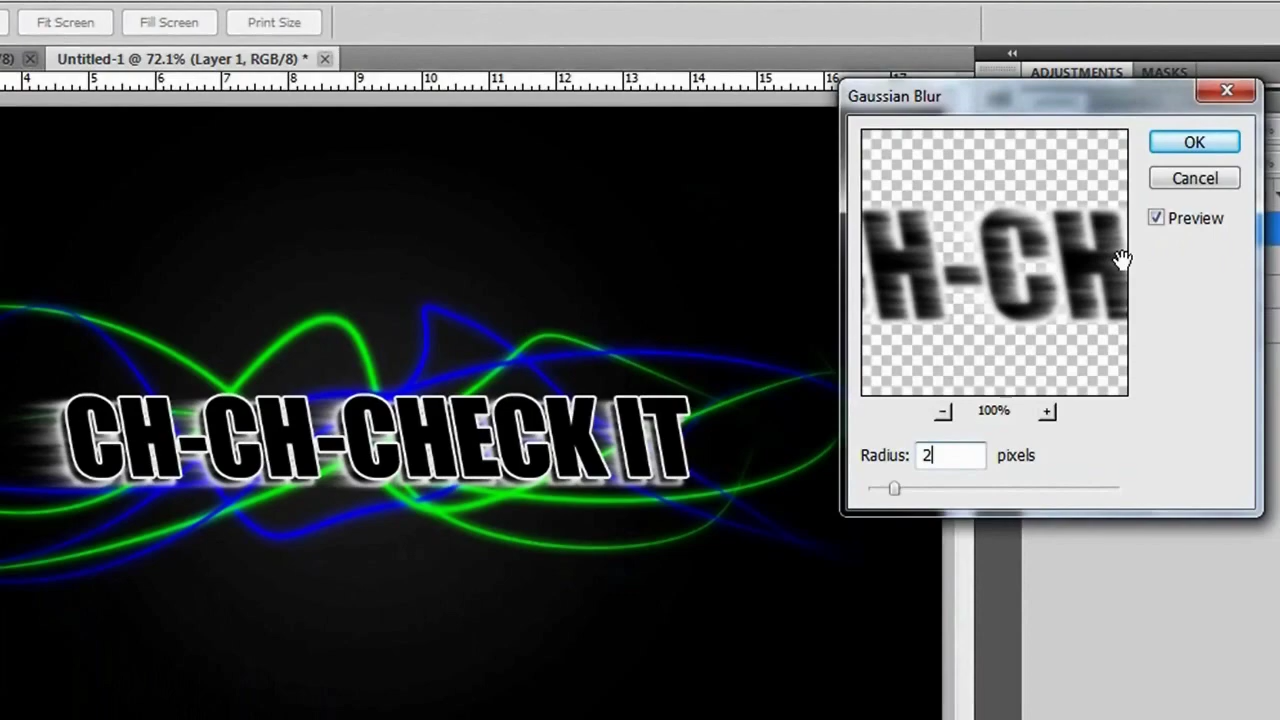 Fit Screen
Fill Screen
Print Size
/8)
Untitled-1 @ 72.1% (Layer 1, RGB/8) *
4 5 6 7 8 9 10 11 12 13 14 15 16 17
ADJUSTMENTS
MASKS
Gaussian Blur
OK
Cancel
Preview
H-CH
100%
Radius: 2 pixels
CH-CH-CHECK IT